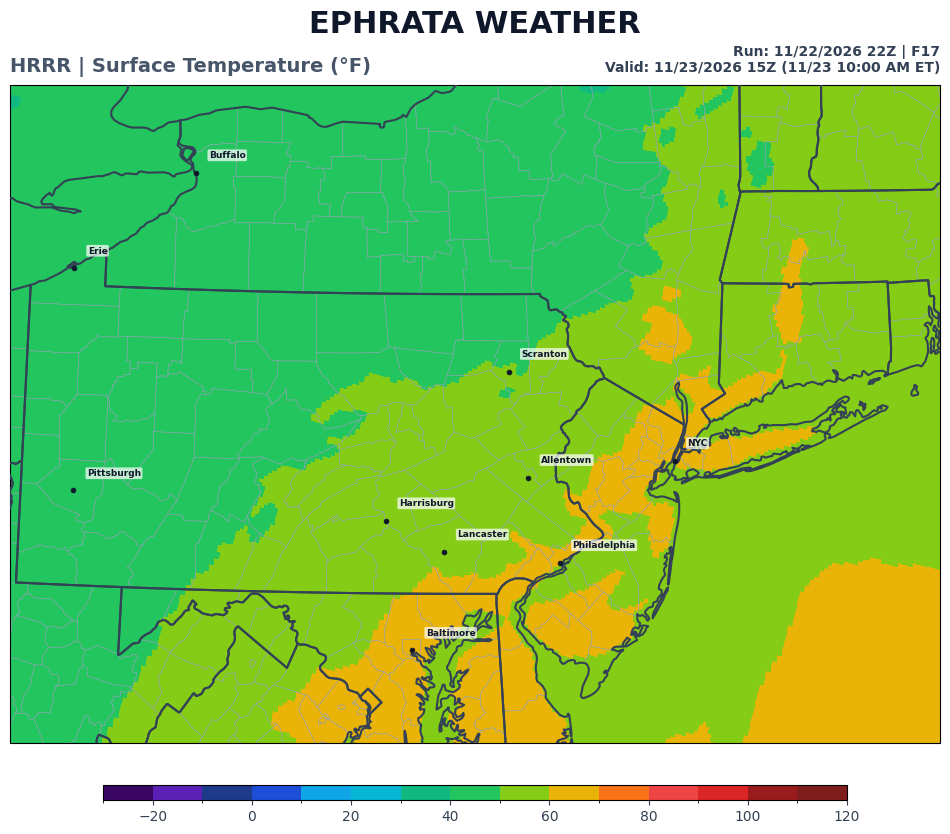 EPHRATA WEATHER
HRRR | Surface Temperature (°F)
Run: 11/22/2026 22Z | F17
Valid: 11/23/2026 15Z (11/23 10:00 AM ET)
Buffalo
Erie
Scranton
NYC
Allentown
Pittsburgh
Harrisburg
Lancaster
Philadelphia
Baltimore
−20 0 20 40 60 80 100